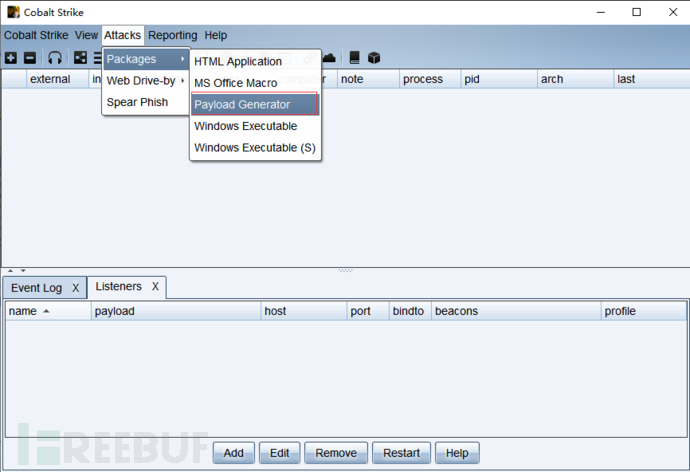 Cobalt Strike
Cobalt Strike View Attacks Reporting Help
Packages
Web Drive-by
Spear Phish
HTML Application
MS Office Macro
Payload Generator
Windows Executable
Windows Executable (S)
external note process pid arch last
Event Log X Listeners X
name payload host port bindto beacons profile
REEBUF
Add Edit Remove Restart Help